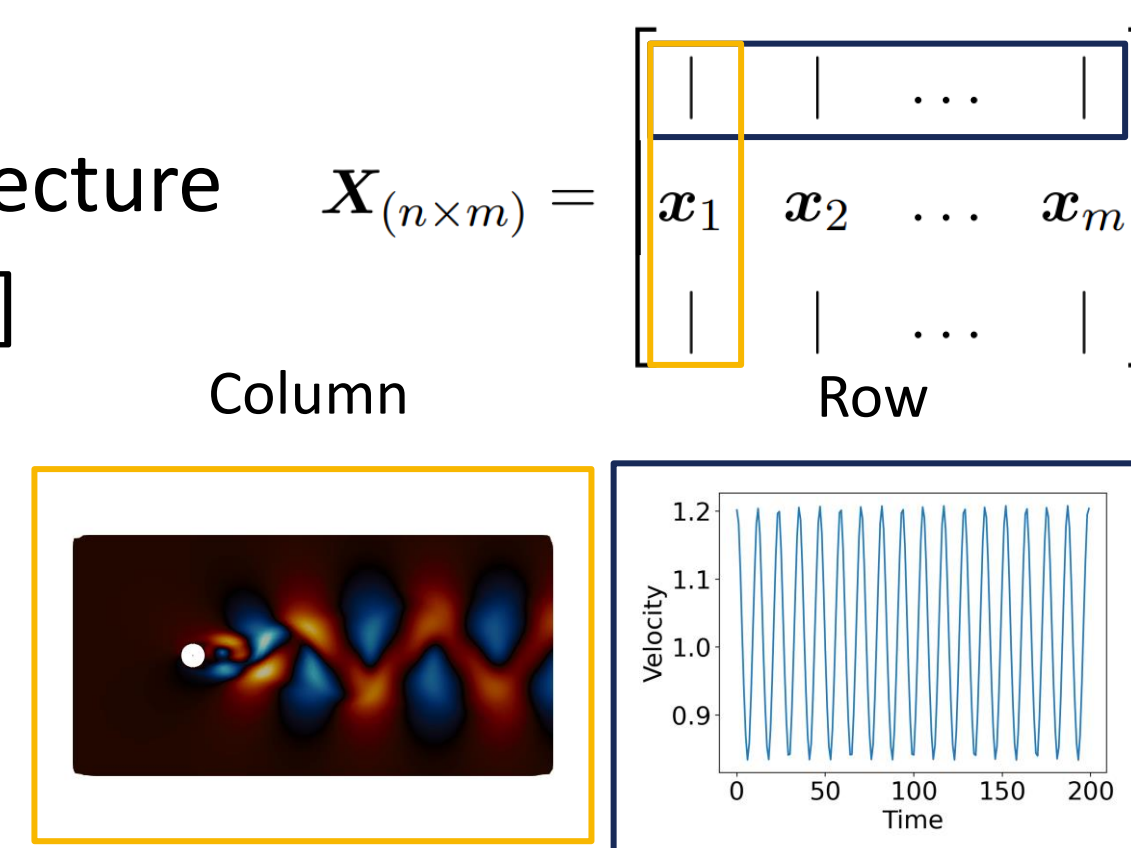 ecture
X(n×m) =
| | ... |
x1 x2 ... xm
| | ... |
]
Column
Row
1.2
1.1
1.0
0.9
Velocity
0 50 100 150 200
Time